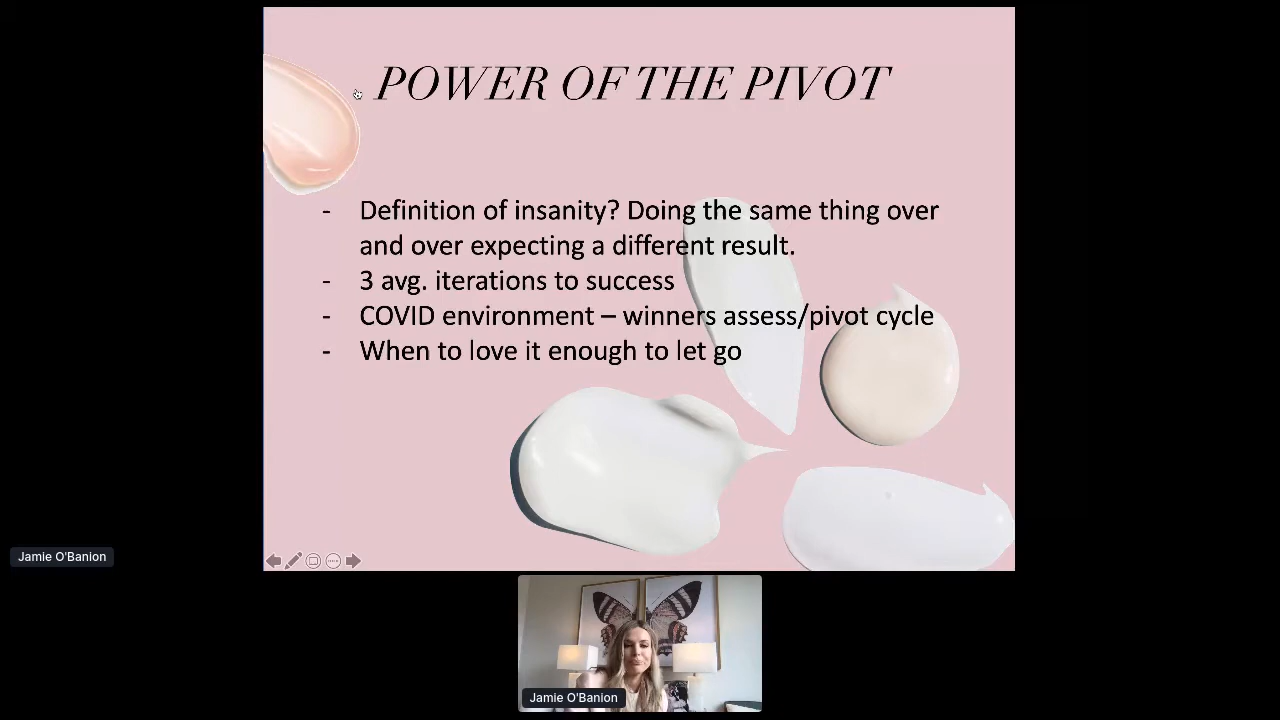 POWER OF THE PIVOT
- Definition of insanity? Doing the same thing over
and over expecting a different result.
- 3 avg. iterations to success
- COVID environment – winners assess/pivot cycle
- When to love it enough to let go
Jamie O'Banion
Jamie O'Banion